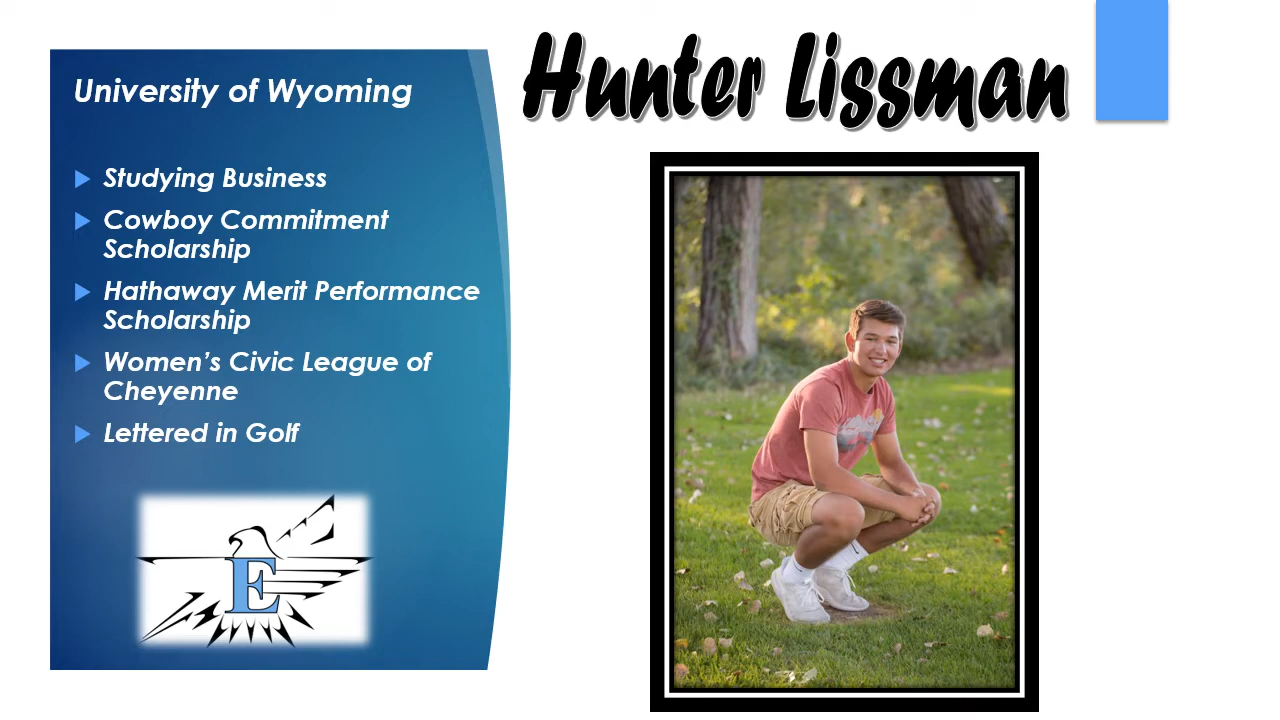 Hunter Lissman
University of Wyoming
Studying Business
Cowboy Commitment
Scholarship
Hathaway Merit Performance
Scholarship
Women's Civic League of
Cheyenne
Lettered in Golf
E